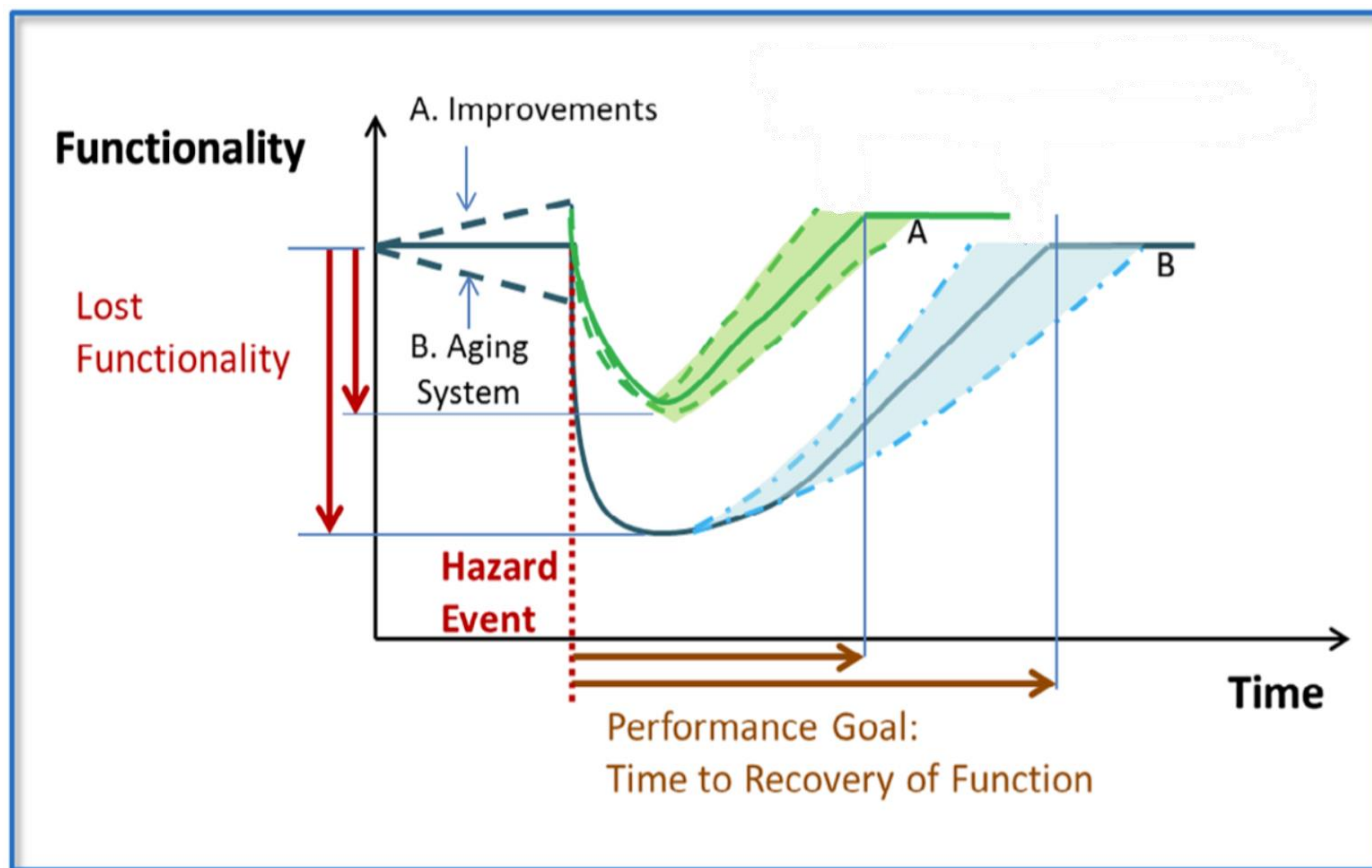 A. Improvements
Functionality
A
B
Lost
Functionality
B. Aging
System
Hazard
Event
Time
Performance Goal:
Time to Recovery of Function